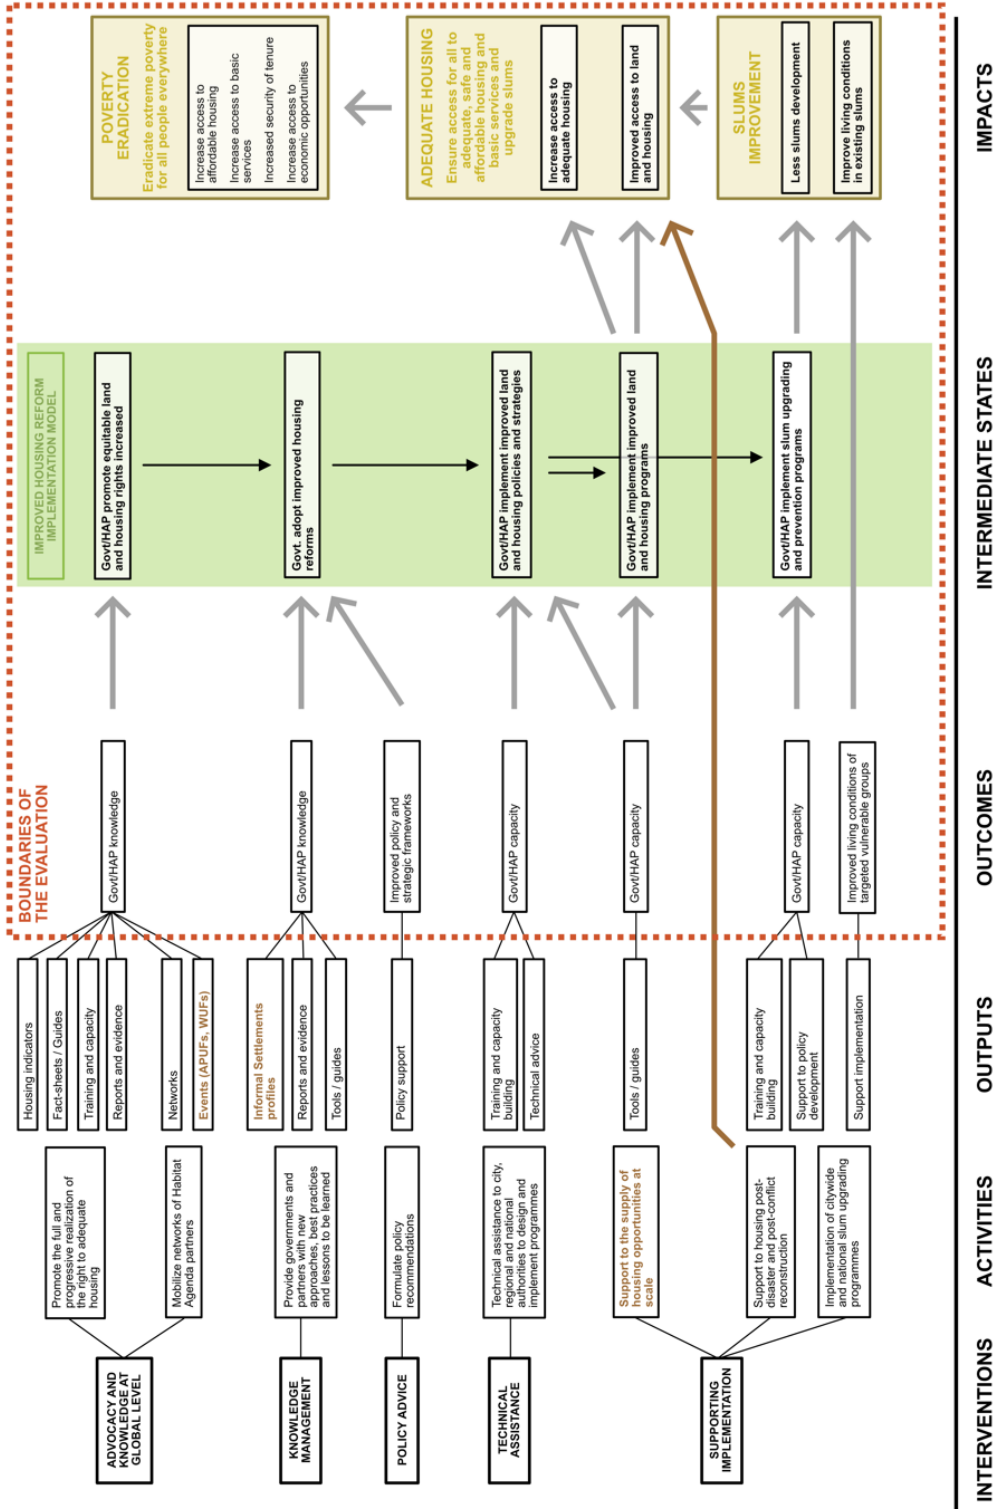 INTERVENTIONS
ADVOCACY AND
KNOWLEDGE AT
GLOBAL LEVEL
KNOWLEDGE
MANAGEMENT
POLICY ADVICE
TECHNICAL
ASSISTANCE
SUPPORTING
IMPLEMENTATION
ACTIVITIES
Promote the full and
progressive realization of
the right to adequate
housing
Mobilize networks of Habitat
Agenda partners
Provide governments and
partners with new
approaches, best practices
and lessons to be learned
Formulate policy
recommendations
Technical assistance to city,
regional and national
authorities to design and
implement programmes
Support to the supply of
housing opportunities at
scale
Support to housing post-
disaster and post-conflict
reconstruction
Implementation of citywide
and national slum upgrading
programmes
OUTPUTS
Housing indicators
Fact-sheets / Guides
Training and capacity
Reports and evidence
Networks
Events (APUFs, WUFs)
Informal Settlements
profiles
Reports and evidence
Tools / guides
Policy support
Training and capacity
building
Technical advice
Tools / guides
Training and capacity
building
Support to policy
development
Support implementation
OUTCOMES
BOUNDARIES OF
THE EVALUATION
Govt/HAP knowledge
Govt/HAP knowledge
Improved policy and
strategic frameworks
Govt/HAP capacity
Govt/HAP capacity
Govt/HAP capacity
Improved living conditions of
targeted vulnerable groups
INTERMEDIATE STATES
IMPROVED HOUSING REFORM
IMPLEMENTATION MODEL
Govt/HAP promote equitable land
and housing rights increased
Govt. adopt improved housing
reforms
Govt/HAP implement improved land
and housing policies and strategies
Govt/HAP implement improved land
and housing programs
Govt/HAP implement slum upgrading
and prevention programs
IMPACTS
POVERTY
ERADICATION
Eradicate extreme poverty
for all people everywhere
Increase access to
affordable housing
Increase access to basic
services
Increased security of tenure
Increase access to
economic opportunities
ADEQUATE HOUSING
Ensure access for all to
adequate, safe and
affordable housing and
basic services and
upgrade slums
Increase access to
adequate housing
Improved access to land
and housing
SLUMS
IMPROVEMENT
Less slums development
Improve living conditions
in existing slums